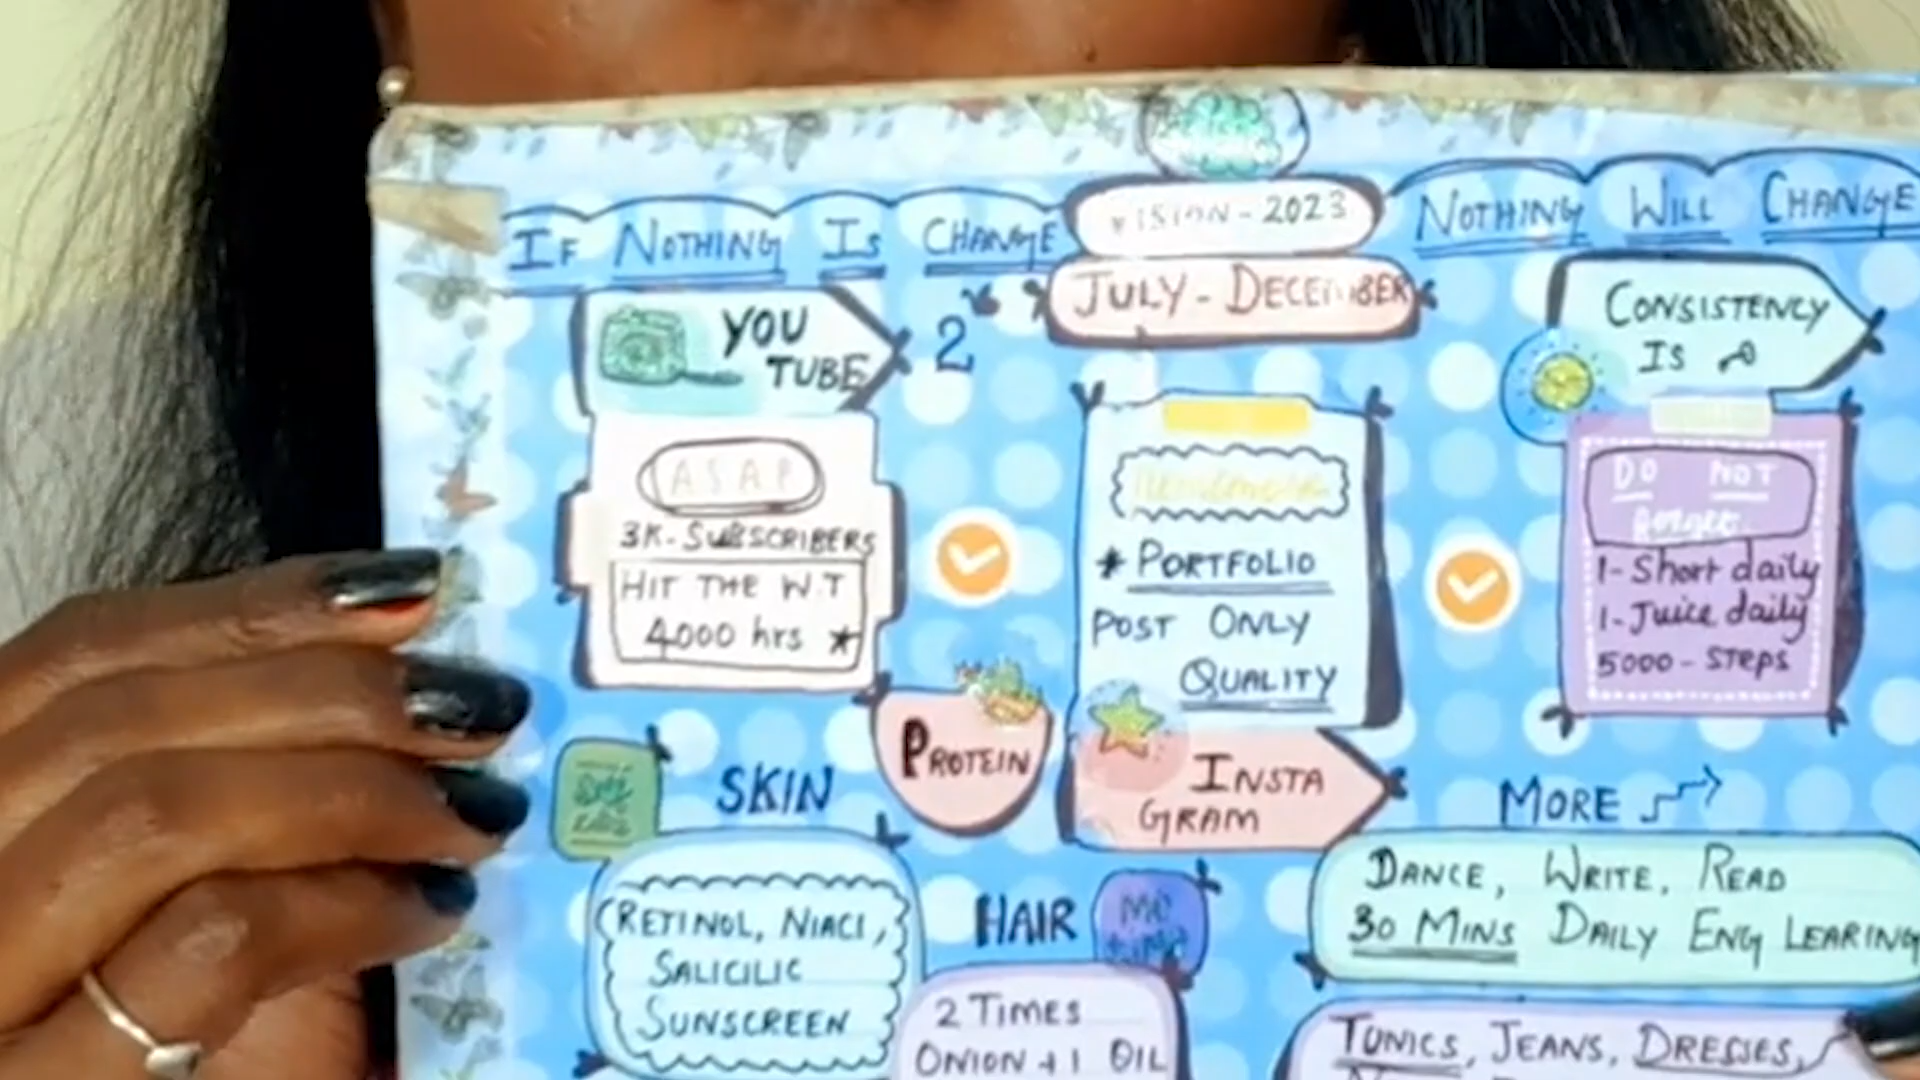 IF NOTHING IS CHANGE
VISION - 2023
NOTHING WILL CHANGE
JULY - DECEMBER
YOU
TUBE
2
CONSISTENCY
IS
ASAP
3K - SUBSCRIBERS
HIT THE W.T
4000 hrs *
* PORTFOLIO
POST ONLY
QUALITY
INSTA
GRAM
DO NOT
1 - Short daily
1 - Juice daily
5000 - STEPS
PROTEIN
SKIN
RETINOL, NIACI,
SALICILIC
SUNSCREEN
HAIR
ME
TIME
2 TIMES
ONION + 1 OIL
MORE
DANCE, WRITE, READ
30 MINS DAILY ENG LEARING
TUNICS, JEANS, DRESSES,